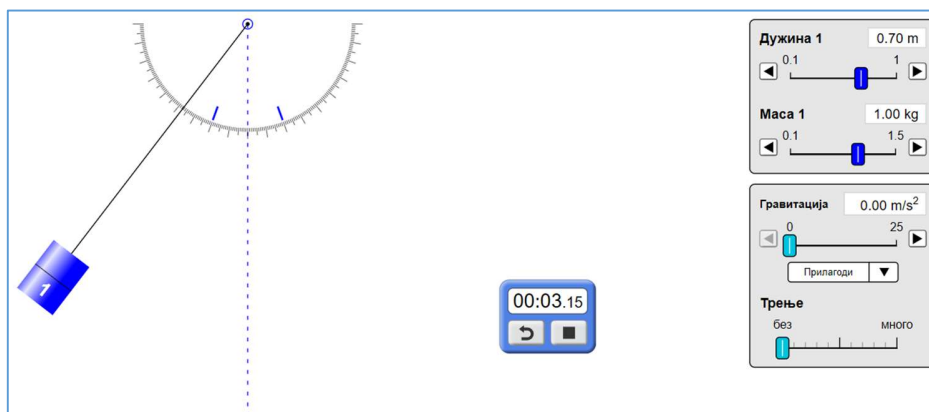 1
00:03.15
Дужина 1 0.70 m
0.1 1
Маса 1 1.00 kg
0.1 1.5
Гравитација 0.00 m/s²
0 25
Прилагоди
Трење
без много